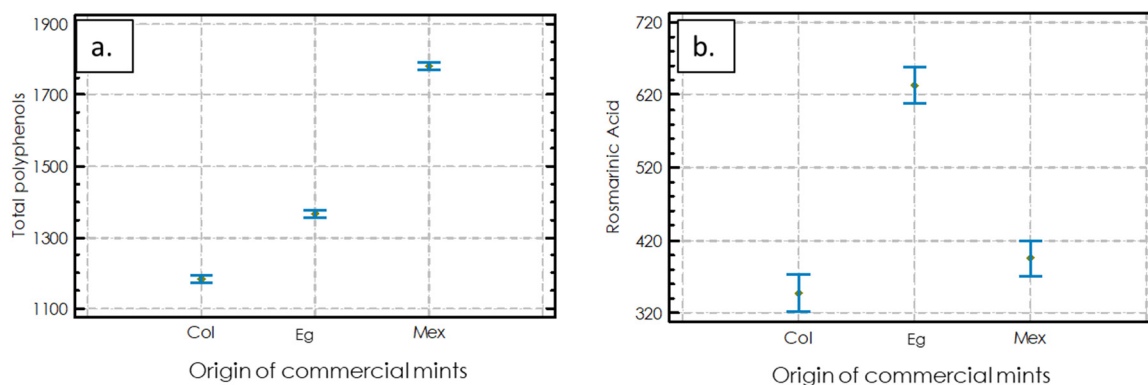 a.
Total polyphenols
1900
1700
1500
1300
1100
Col Eg Mex
Origin of commercial mints
b.
Rosmarinic Acid
720
620
520
420
320
Col Eg Mex
Origin of commercial mints